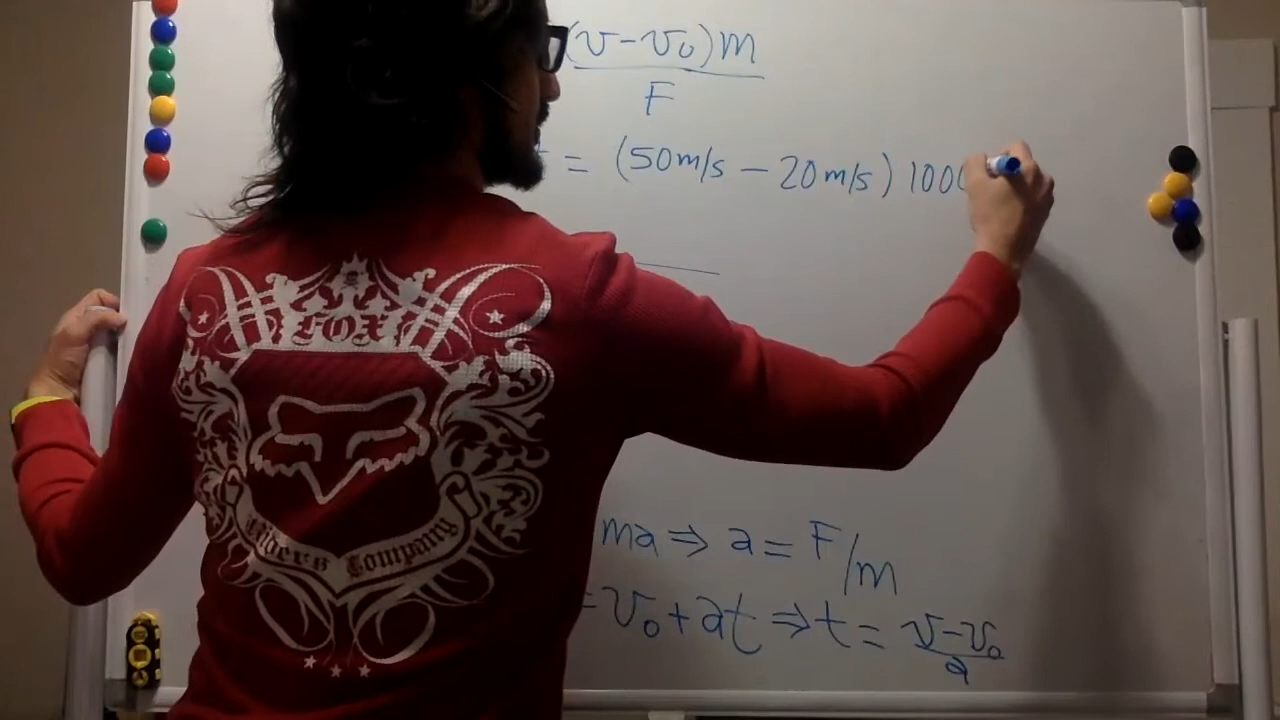 (v-v₀)m
F
t = (50m/s - 20m/s) 1000
FOX
Riders Company
ma ⇒ a = F/m
= v₀ + at ⇒ t = v-v₀
a